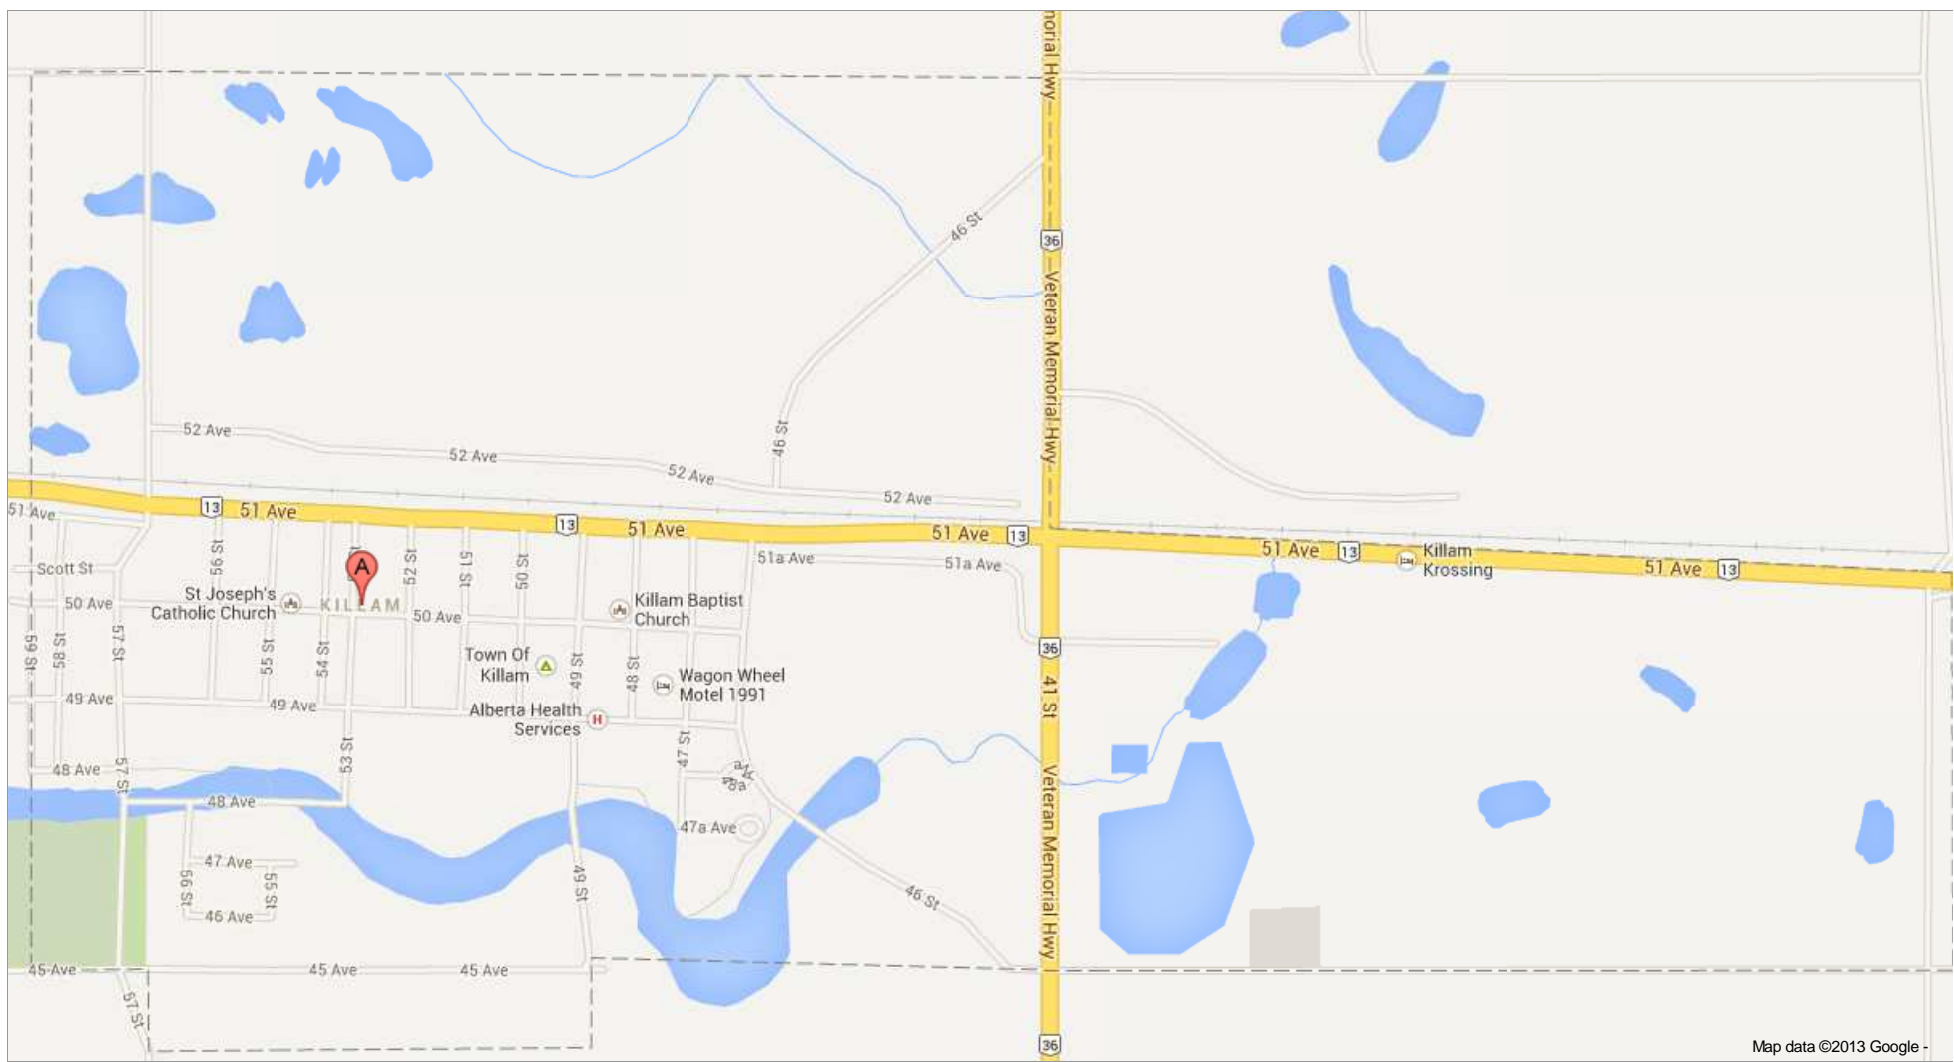 morial Hwy
46 St
36
Veteran Memorial Hwy
52 Ave
46 St
52 Ave
52 Ave
52 Ave
13
51 Ave
51 Ave
13
51 Ave
51 Ave
13
51 Ave
13
Killam
Krossing
51 Ave
13
56 St
52 St
51 St
50 St
51a Ave
51a Ave
Scott St
A
50 Ave
St Joseph's
Catholic Church
KILLAM
50 Ave
Killam Baptist
Church
59 St
58 St
57 St
55 St
54 St
Town Of
Killam
49 St
48 St
Wagon Wheel
Motel 1991
36
41 St
49 Ave
49 Ave
Alberta Health
Services
H
47 St
53 St
48 Ave
57 St
48a Ave
48 Ave
Veteran Memorial Hwy
47a Ave
47 Ave
56 St
55 St
49 St
46 St
46 Ave
45 Ave
45 Ave
45 Ave
57 St
36
Map data ©2013 Google -